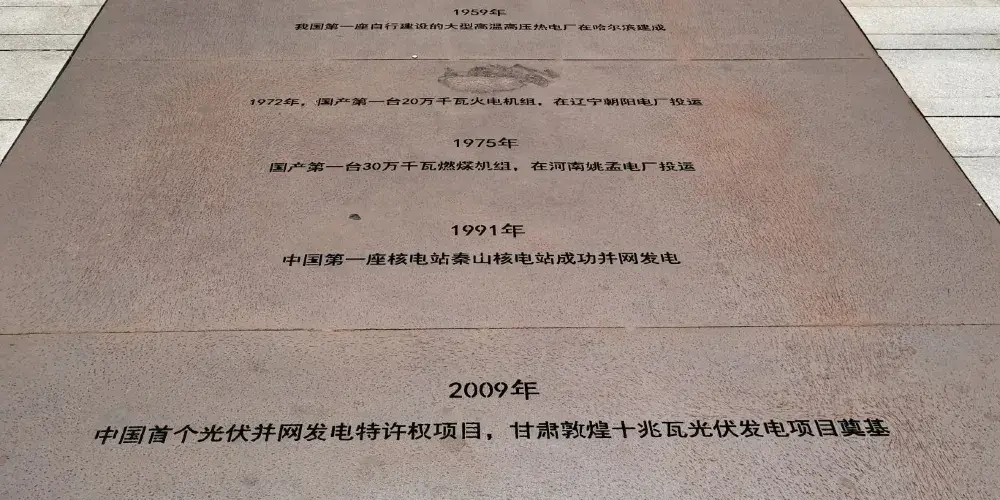 1959年
我国第一座自行建设的大型高温高压热电厂在哈尔滨建成
1972年，国产第一台20万千瓦火电机组，在辽宁朝阳电厂投运
1975年
国产第一台30万千瓦燃煤机组，在河南姚孟电厂投运
1991年
中国第一座核电站秦山核电站成功并网发电
2009年
中国首个光伏并网发电特许权项目，甘肃敦煌十兆瓦光伏发电项目奠基